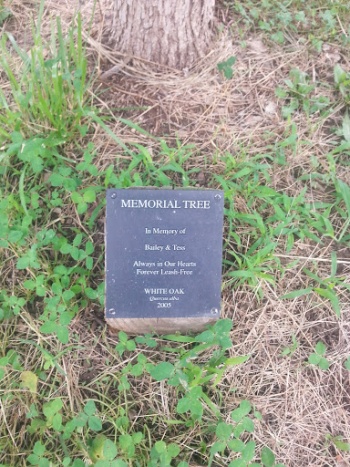 MEMORIAL TREE
In Memory of
Bailey & Tess
Always in Our Hearts
Forever Leash-Free
WHITE OAK
Quercus alba
2005